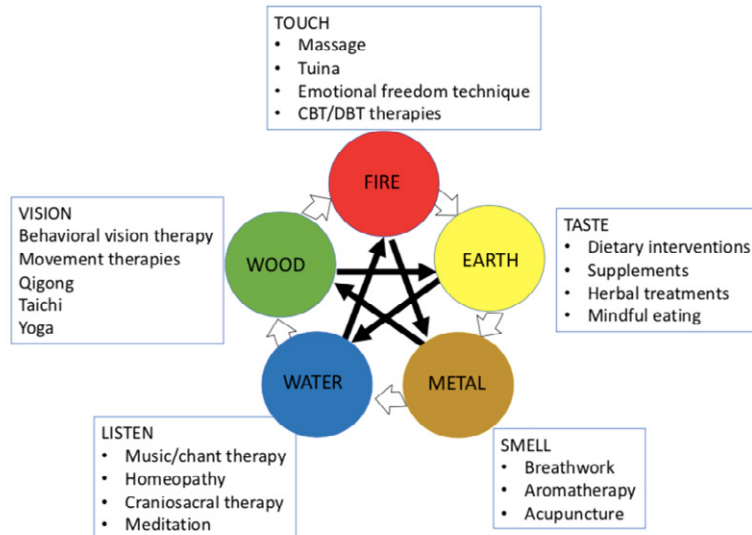 TOUCH
• Massage
• Tuina
• Emotional freedom technique
• CBT/DBT therapies
FIRE
VISION
Behavioral vision therapy
Movement therapies
Qigong
Taichi
Yoga
WOOD
EARTH
TASTE
• Dietary interventions
• Supplements
• Herbal treatments
• Mindful eating
WATER
METAL
LISTEN
• Music/chant therapy
• Homeopathy
• Craniosacral therapy
• Meditation
SMELL
• Breathwork
• Aromatherapy
• Acupuncture